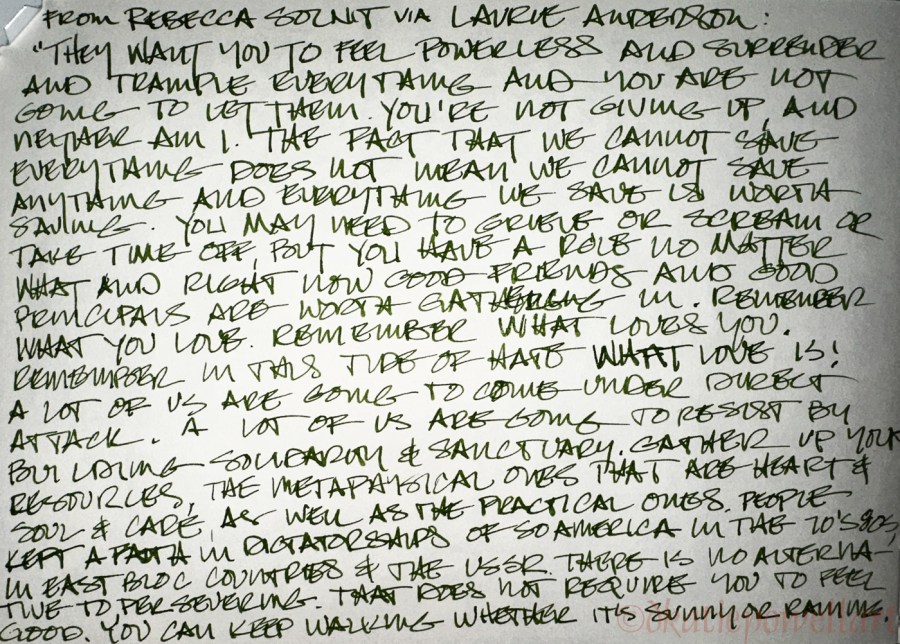 FROM REBECCA SOLNIT VIA LAURIE ANDERSON:
"THEY WANT YOU TO FEEL POWERLESS AND SURRENDER
AND TRAMPLE EVERYTHING AND YOU ARE NOT
GOING TO LET THEM. YOU'RE NOT GIVING UP, AND
NEITHER AM I. THE FACT THAT WE CANNOT SAVE
EVERYTHING DOES NOT MEAN WE CANNOT SAVE
ANYTHING AND EVERYTHING WE SAVE IS WORTH
SAVING. YOU MAY NEED TO GRIEVE OR SCREAM OR
TAKE TIME OFF, BUT YOU HAVE A ROLE NO MATTER
WHAT AND RIGHT NOW GOOD FRIENDS AND GOOD
PRINCIPALS ARE WORTH GATHERING IN. REMEMBER
WHAT YOU LOVE. REMEMBER WHAT LOVES YOU.
REMEMBER IN THIS TIDE OF HATE WHAT LOVE IS!
A LOT OF US ARE GOING TO COME UNDER DIRECT
ATTACK. A LOT OF US ARE GOING TO RESIST BY
BUILDING SOLIDARITY & SANCTUARY. GATHER UP YOUR
RESOURCES, THE METAPHYSICAL ONES THAT ARE HEART &
SOUL & CARE, AS WELL AS THE PRACTICAL ONES. PEOPLE
KEPT A FAITH IN DICTATORSHIPS OF SO AMERICA IN THE 70'S 80S,
IN EAST BLOC COUNTRIES & THE USSR. THERE IS NO ALTERNA-
TIVE TO PERSEVERING. THAT DOES NOT REQUIRE YOU TO FEEL
GOOD. YOU CAN KEEP WALKING WHETHER IT'S SUNNY OR RAINING.